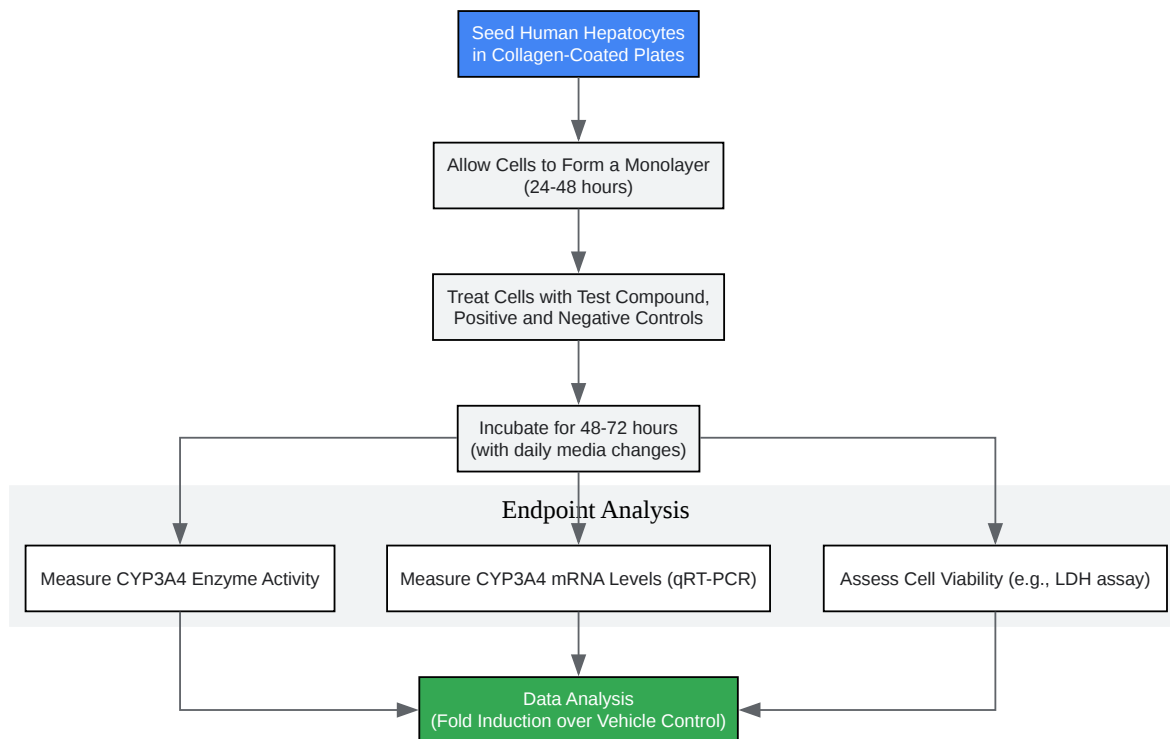 Seed Human Hepatocytes
in Collagen-Coated Plates
Allow Cells to Form a Monolayer
(24-48 hours)
Treat Cells with Test Compound,
Positive and Negative Controls
Incubate for 48-72 hours
(with daily media changes)
Endpoint Analysis
Measure CYP3A4 Enzyme Activity
Measure CYP3A4 mRNA Levels (qRT-PCR)
Assess Cell Viability (e.g., LDH assay)
Data Analysis
(Fold Induction over Vehicle Control)